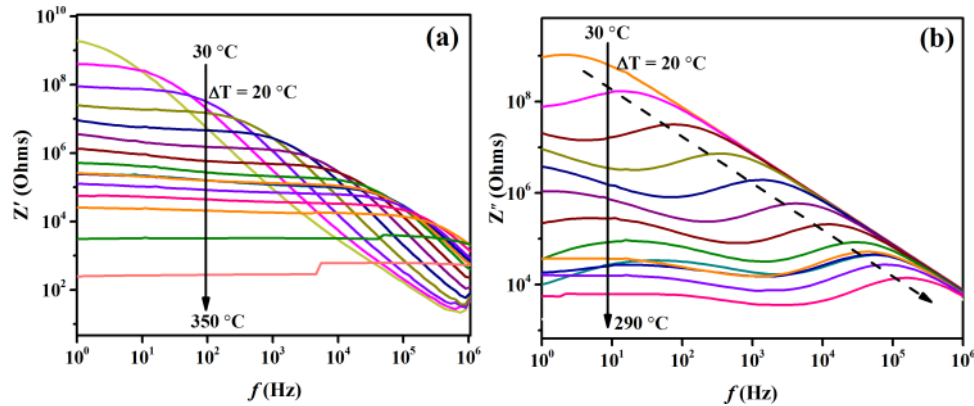 (a)
30 °C
ΔT = 20 °C
350 °C
10^10
10^8
10^6
10^4
10^2
Z′ (Ohms)
10^0 10^1 10^2 10^3 10^4 10^5 10^6
f (Hz)
(b)
30 °C
ΔT = 20 °C
290 °C
10^8
10^6
10^4
Z″ (Ohms)
10^0 10^1 10^2 10^3 10^4 10^5 10^6
f (Hz)